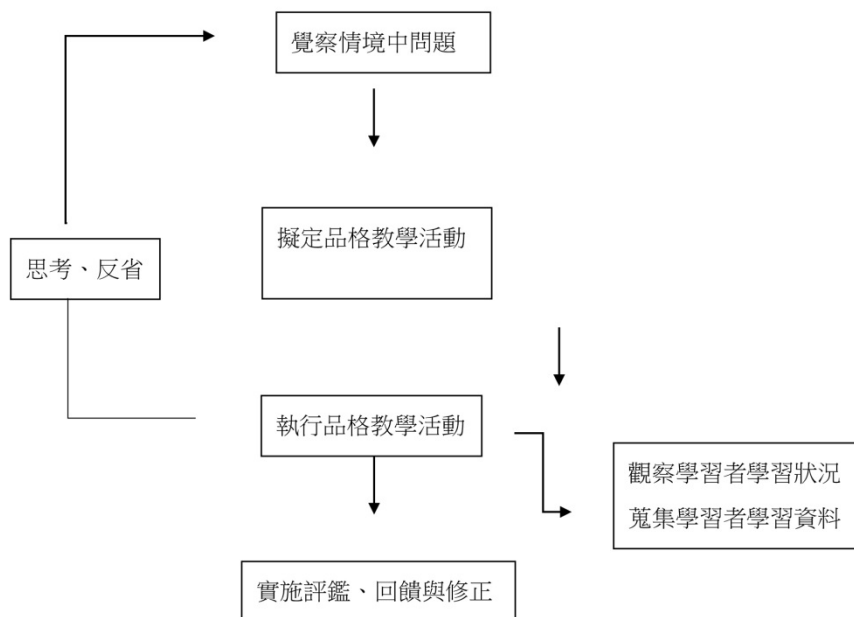 覺察情境中問題
擬定品格教學活動
思考、反省
執行品格教學活動
觀察學習者學習狀況
蒐集學習者學習資料
實施評鑑、回饋與修正